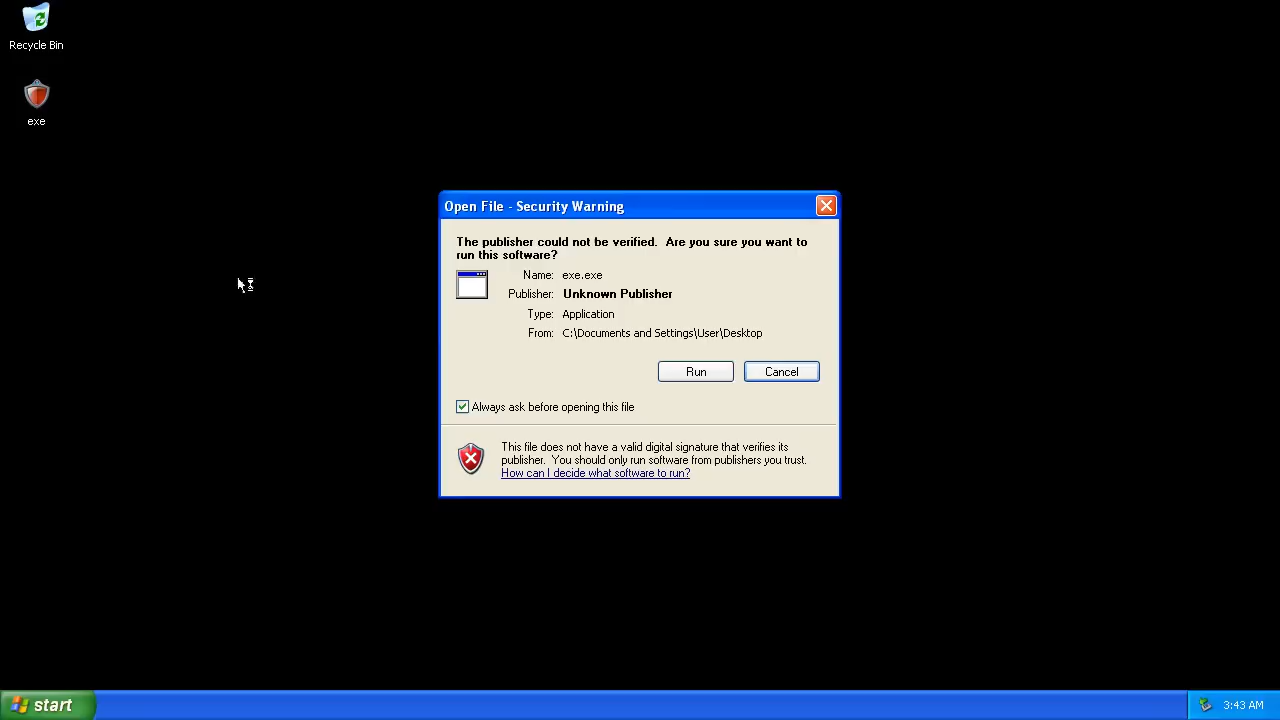 Recycle Bin
exe
Open File - Security Warning
The publisher could not be verified. Are you sure you want to
run this software?
Name: exe.exe
Publisher: Unknown Publisher
Type: Application
From: C:\Documents and Settings\User\Desktop
Run Cancel
Always ask before opening this file
This file does not have a valid digital signature that verifies its
publisher. You should only run software from publishers you trust.
How can I decide what software to run?
start 3:43 AM